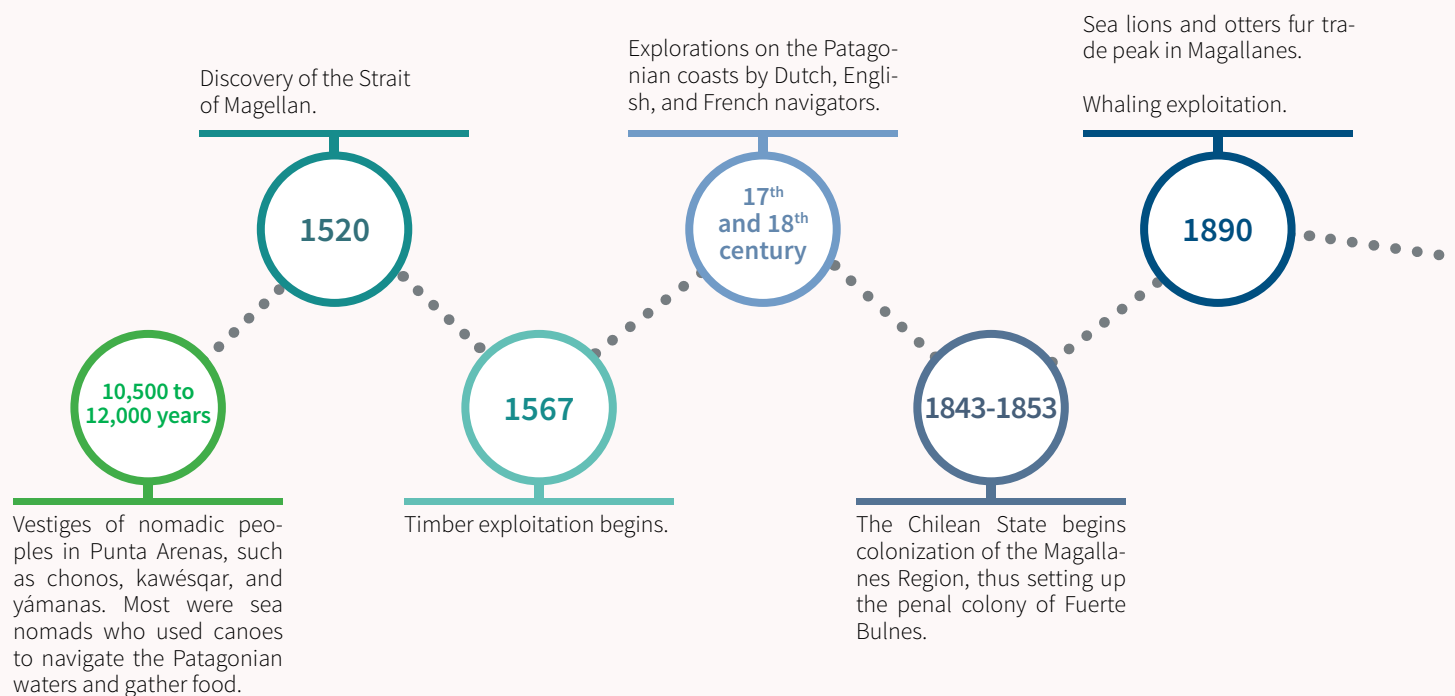 10,500 to
12,000 years
Vestiges of nomadic peo-
ples in Punta Arenas, such
as chonos, kawésqar, and
yámanas. Most were sea
nomads who used canoes
to navigate the Patagonian
waters and gather food.
Discovery of the Strait
of Magellan.
1520
1567
Timber exploitation begins.
Explorations on the Patago-
nian coasts by Dutch, Engli-
sh, and French navigators.
17th
and 18th
century
1843-1853
The Chilean State begins
colonization of the Magalla-
nes Region, thus setting up
the penal colony of Fuerte
Bulnes.
Sea lions and otters fur tra-
de peak in Magallanes.
Whaling exploitation.
1890